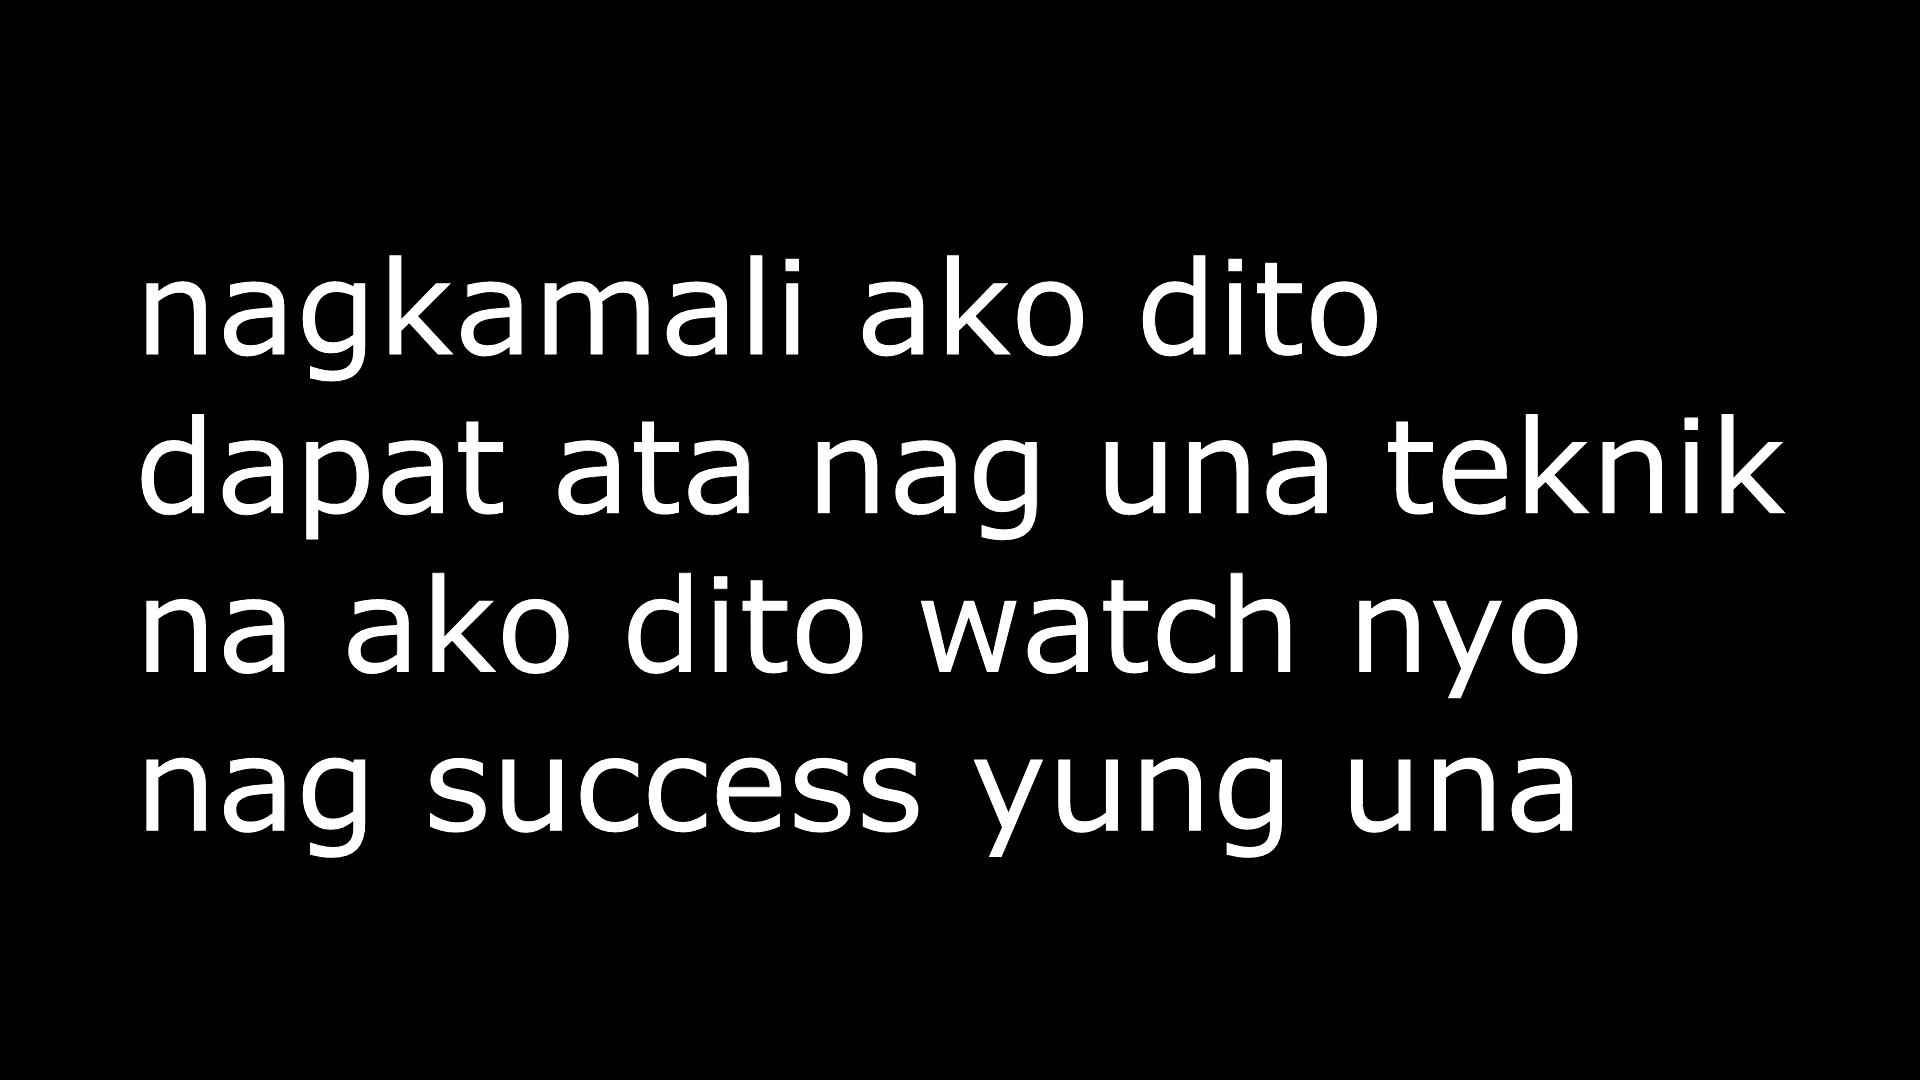 nagkamali ako dito
dapat ata nag una teknik
na ako dito watch nyo
nag success yung una